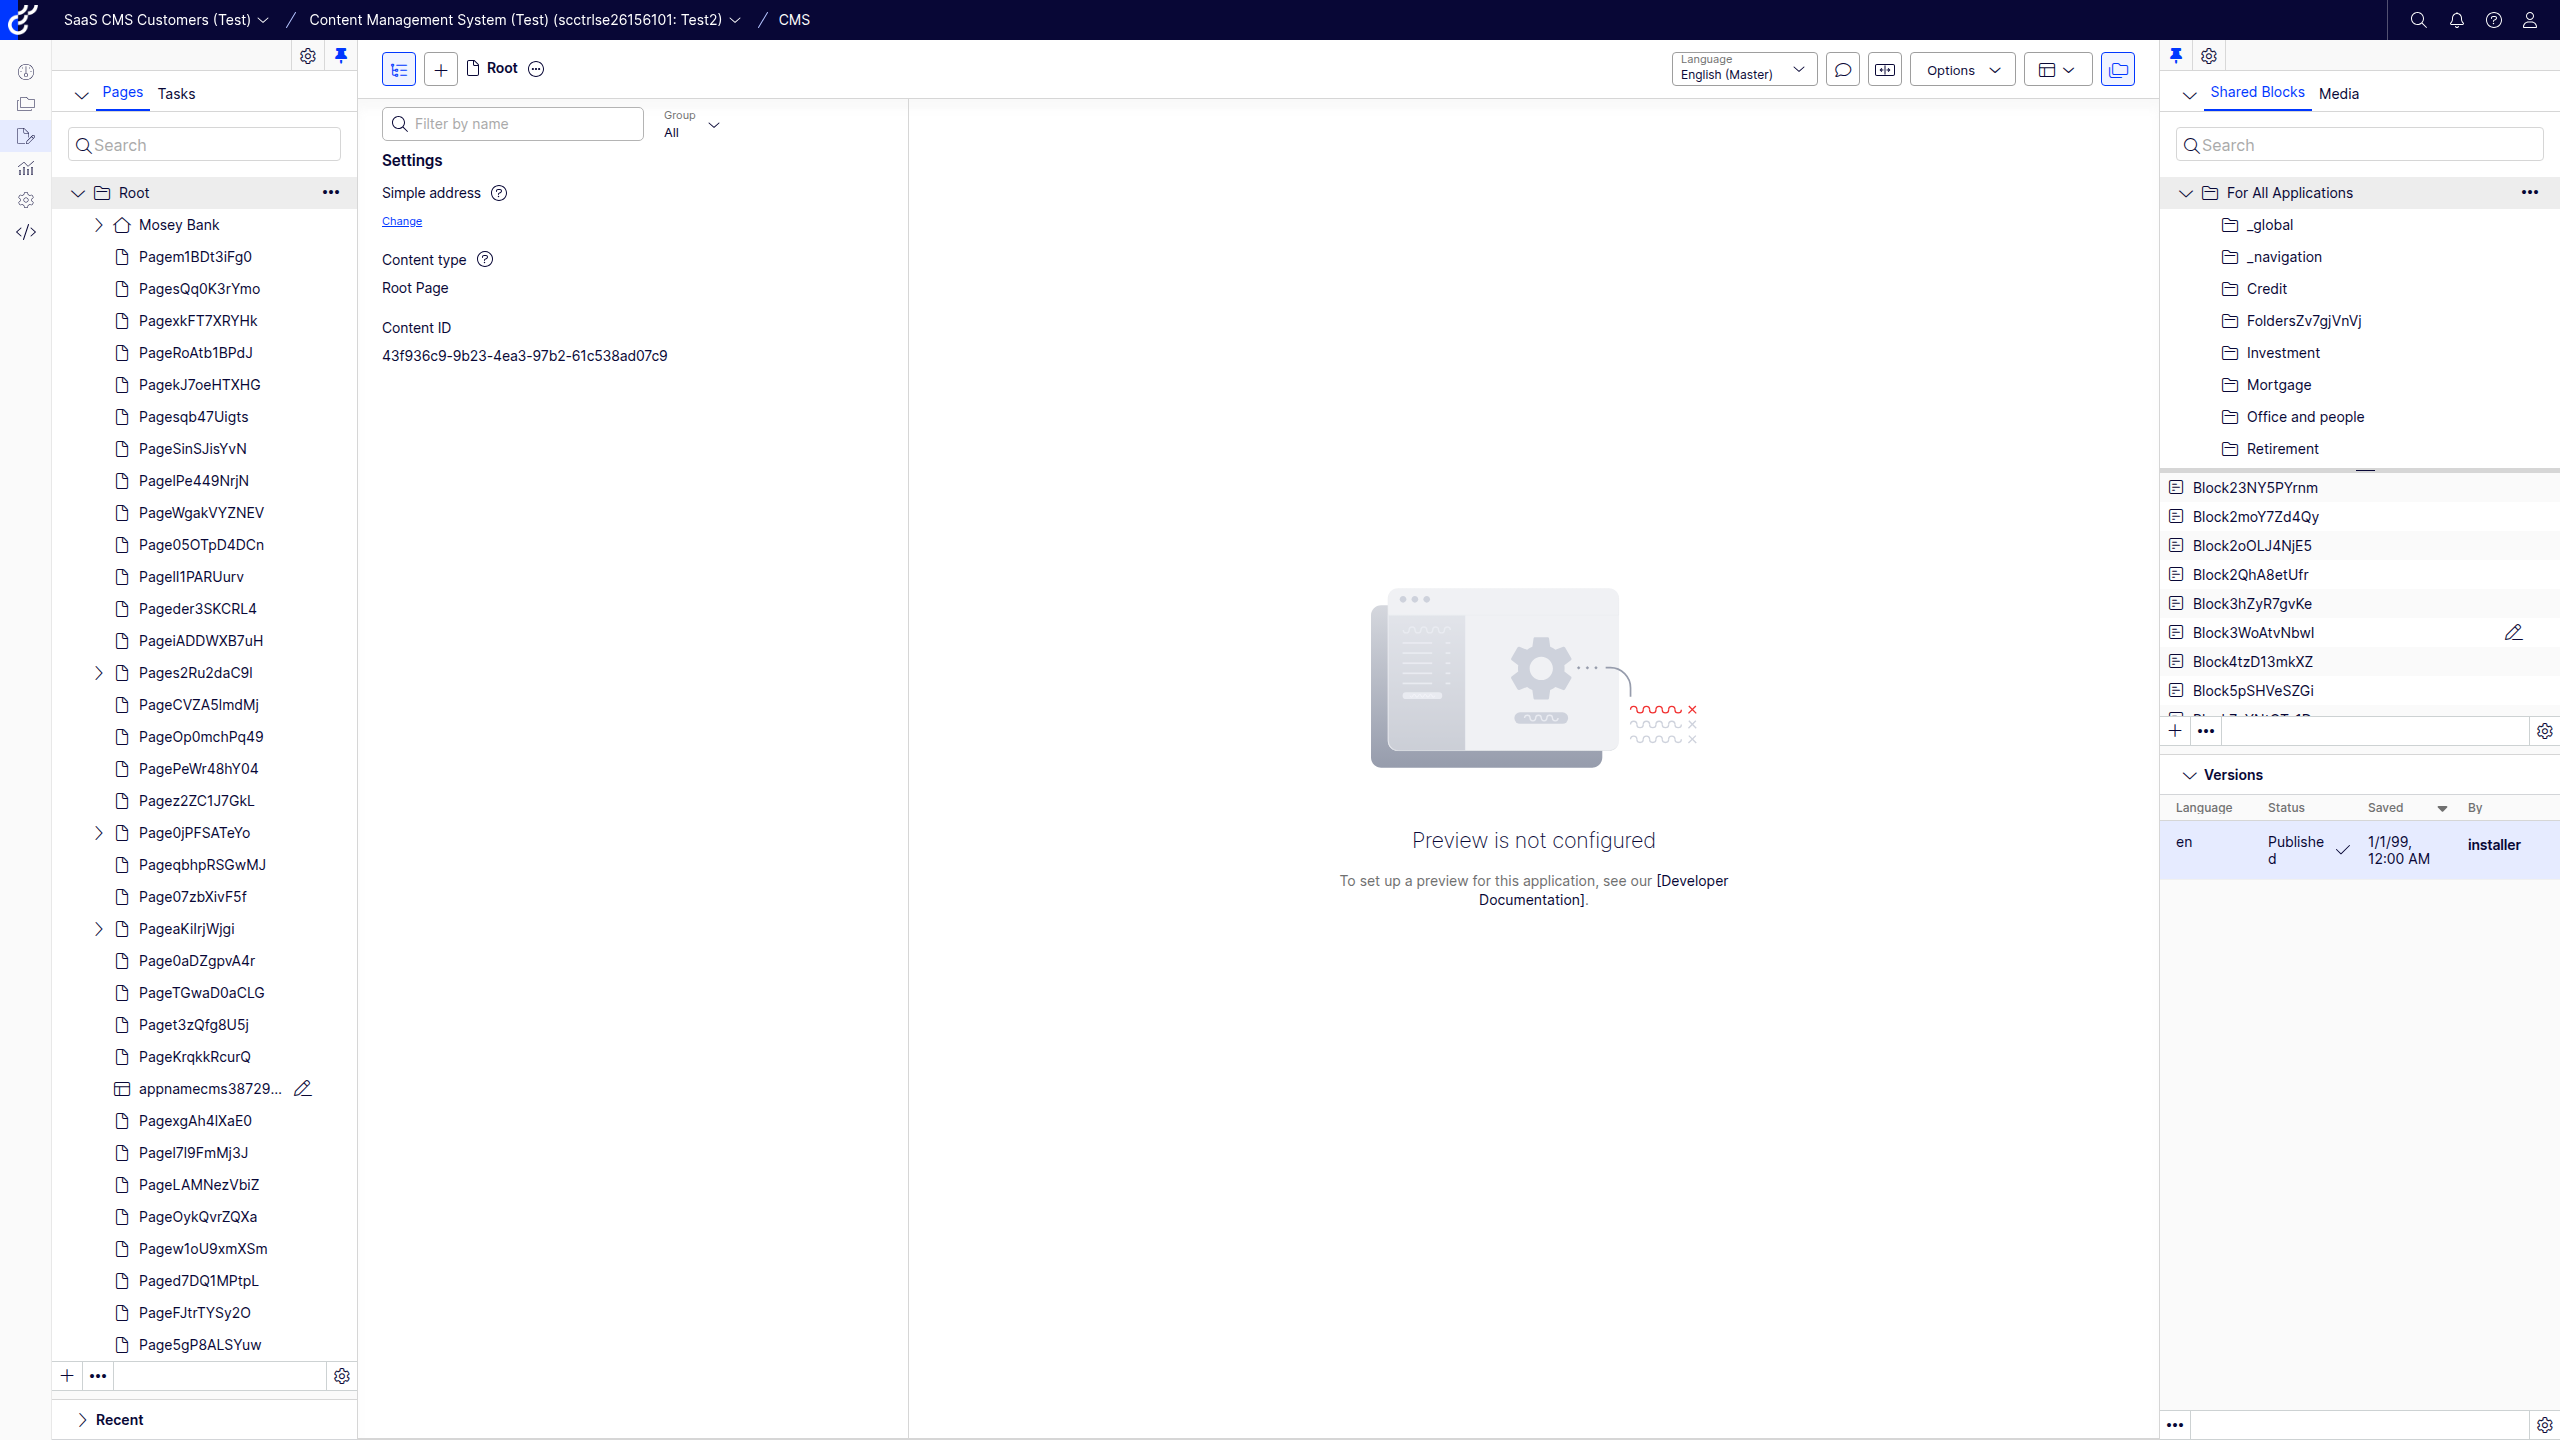 SaaS CMS Customers (Test) / Content Management System (Test) (scctrlse26156101: Test2) / CMS
Pages Tasks
Search
Root
Mosey Bank
Pagem1BDt3iFg0
PagesQq0K3rYmo
PagexkFT7XRYHk
PageRoAtb1BPdJ
PagekJ7oeHTXHG
Pagesqb47Uigts
PageSinSJisYvN
PagelPe449NrjN
PageWgakVYZNEV
Page05OTpD4DCn
Pagell1PARUurv
Pageder3SKCRL4
PageiADDWXB7uH
Pages2Ru2daC9l
PageCVZA5lmdMj
PageOp0mchPq49
PagePeWr48hY04
Pagez2ZC1J7GkL
Page0jPFSATeYo
PageqbhpRSGwMJ
Page07zbXivF5f
PageaKilrjWjgi
Page0aDZgpvA4r
PageTGwaD0aCLG
Paget3zQfg8U5j
PageKrqkkRcurQ
appnamecms38729...
PagexgAh4lXaE0
Pagel7l9FmMj3J
PageLAMNezVbiZ
PageOykQvrZQXa
Pagew1oU9xmXSm
Paged7DQ1MPtpL
PageFJtrTYSy2O
Page5gP8ALSYuw
Recent
Root
Language
English (Master)
Options
Filter by name
Group
All
Settings
Simple address
Change
Content type
Root Page
Content ID
43f936c9-9b23-4ea3-97b2-61c538ad07c9
Preview is not configured
To set up a preview for this application, see our [Developer
Documentation].
Shared Blocks Media
Search
For All Applications
_global
_navigation
Credit
FoldersZv7gjVnVj
Investment
Mortgage
Office and people
Retirement
Block23NY5PYrnm
Block2moY7Zd4Qy
Block2oOLJ4NjE5
Block2QhA8etUfr
Block3hZyR7gvKe
Block3WoAtvNbwl
Block4tzD13mkXZ
Block5pSHVeSZGi
Versions
Language Status Saved By
en Publishe 1/1/99, installer
d 12:00 AM